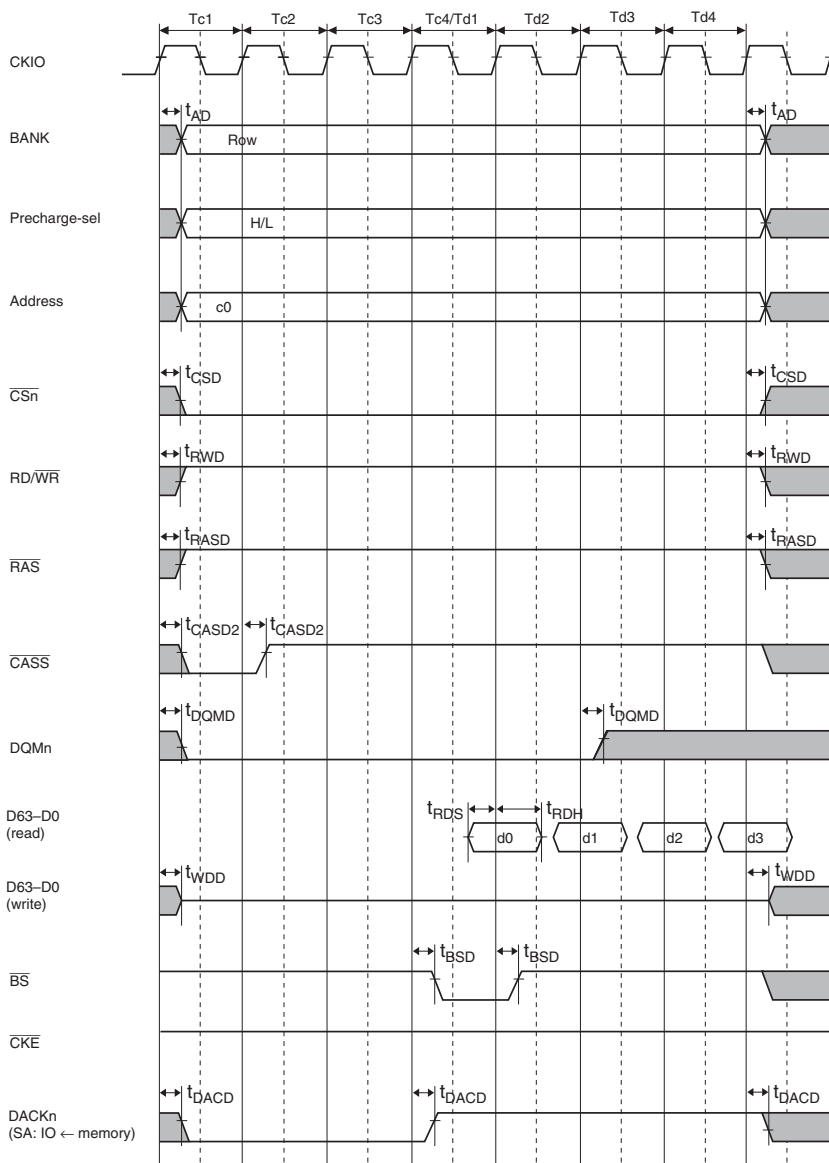 Tc1 Tc2 Tc3 Tc4/Td1 Td2 Td3 Td4
CKIO
tAD tAD
BANK Row
Precharge-sel H/L
Address c0
tCSD tCSD
CSn
tRWD tRWD
RD/WR
tRASD tRASD
RAS
tCASD2 tCASD2
CASS
tDQMD tDQMD
DQMn
D63–D0
(read)
tRDS tRDH
d0 d1 d2 d3
D63–D0
(write)
tWDD tWDD
tBSD tBSD
BS
CKE
tDACD tDACD tDACD
DACKn
(SA: IO ← memory)